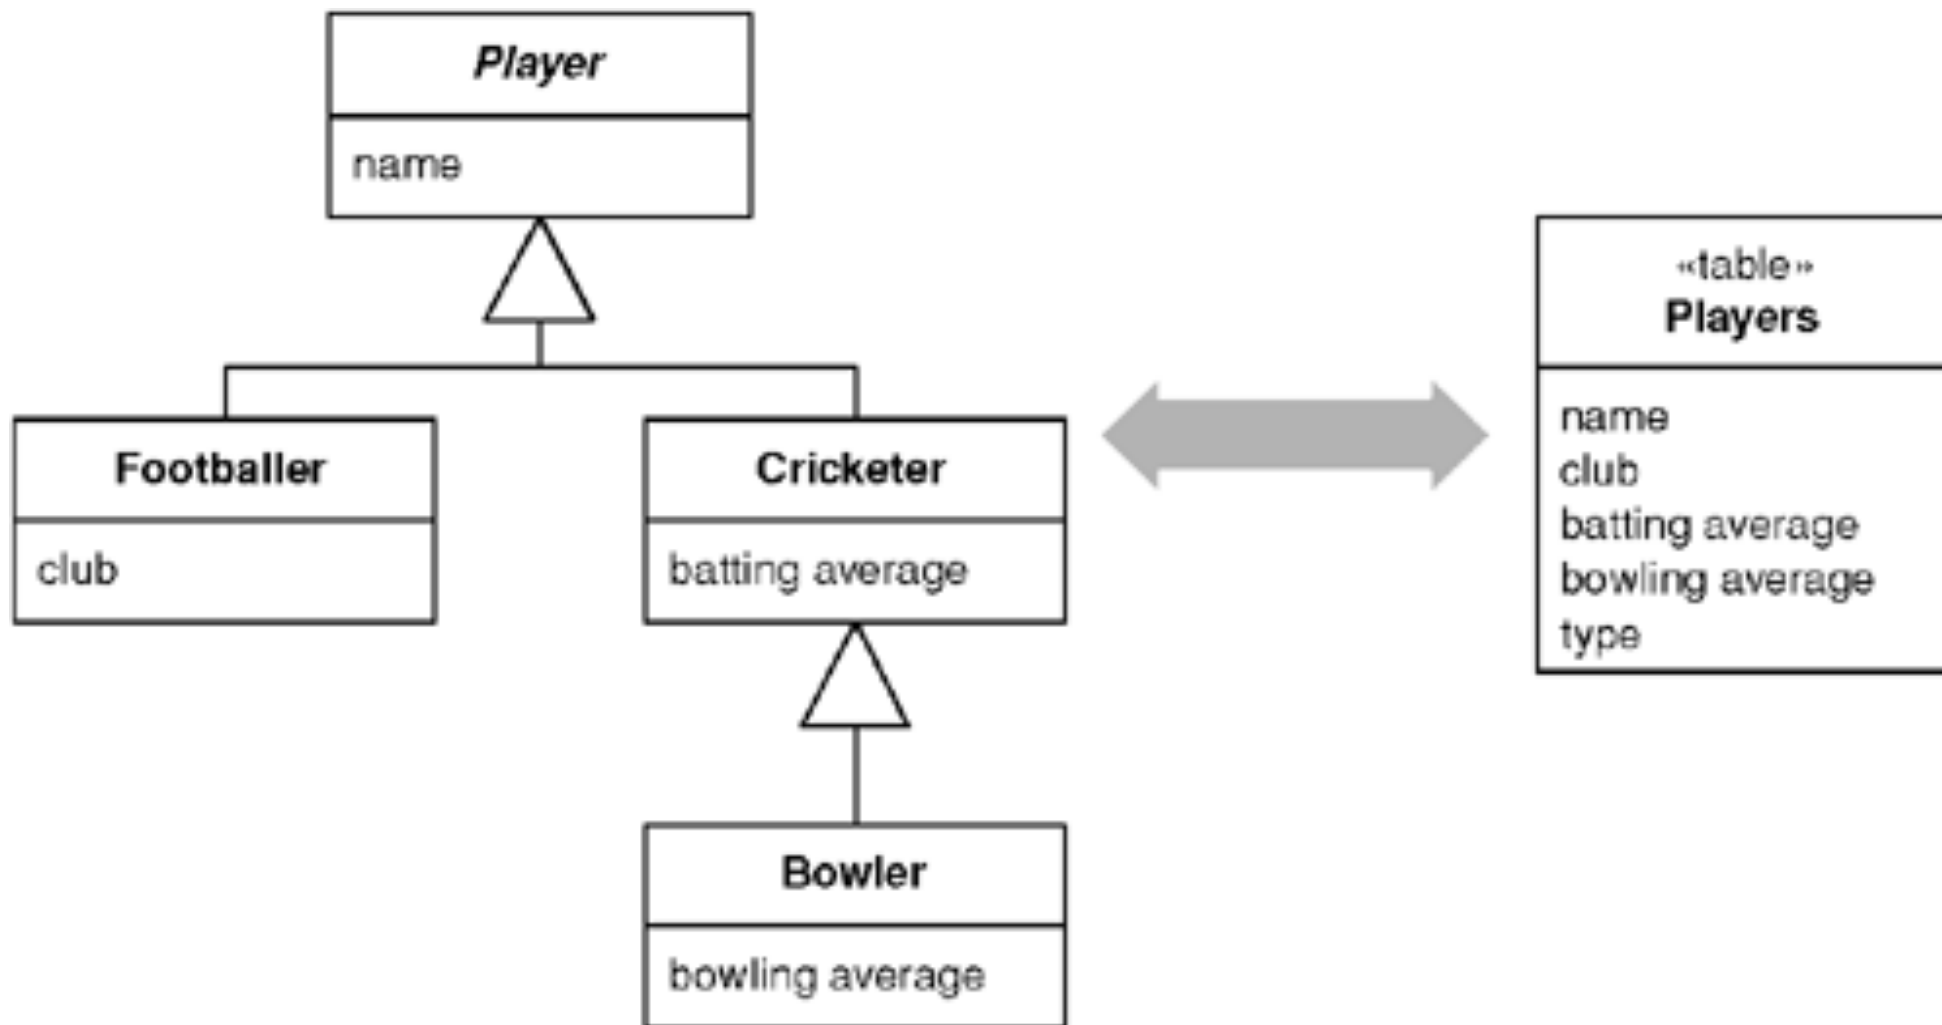 Player
name
«table»
Players
name
club
batting average
bowling average
type
Footballer
club
Cricketer
batting average
Bowler
bowling average